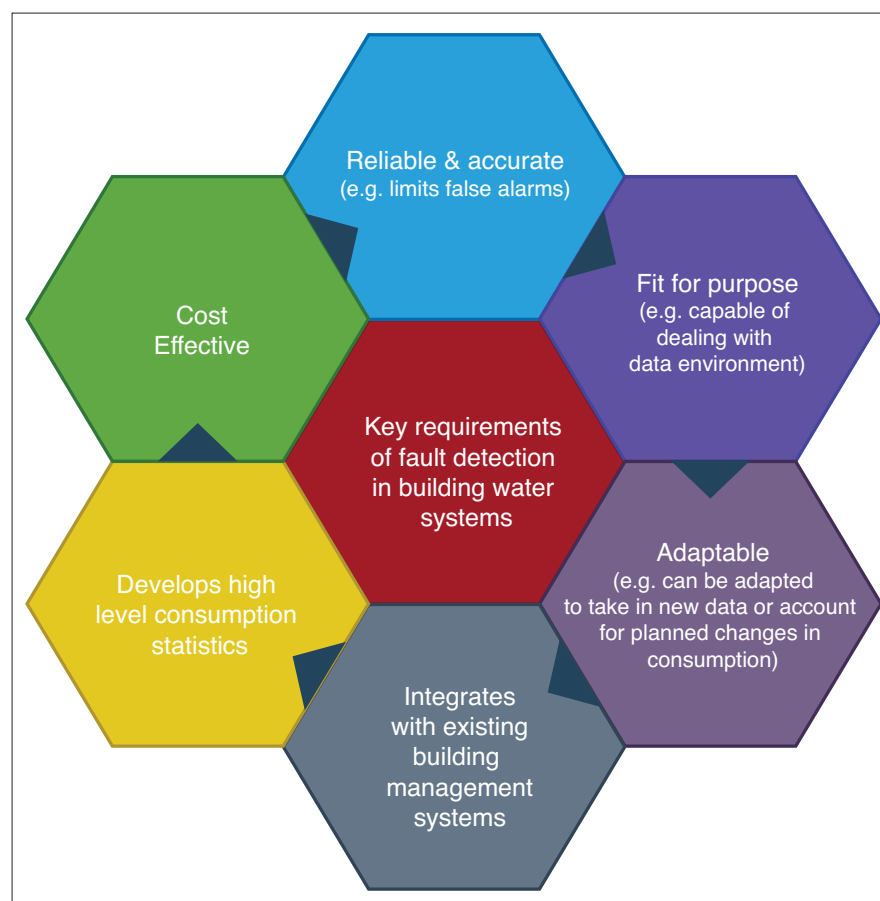 Reliable & accurate
(e.g. limits false alarms)
Fit for purpose
(e.g. capable of
dealing with
data environment)
Cost
Effective
Key requirements
of fault detection
in building water
systems
Adaptable
(e.g. can be adapted
to take in new data or account
for planned changes in
consumption)
Develops high
level consumption
statistics
Integrates
with existing
building
management
systems